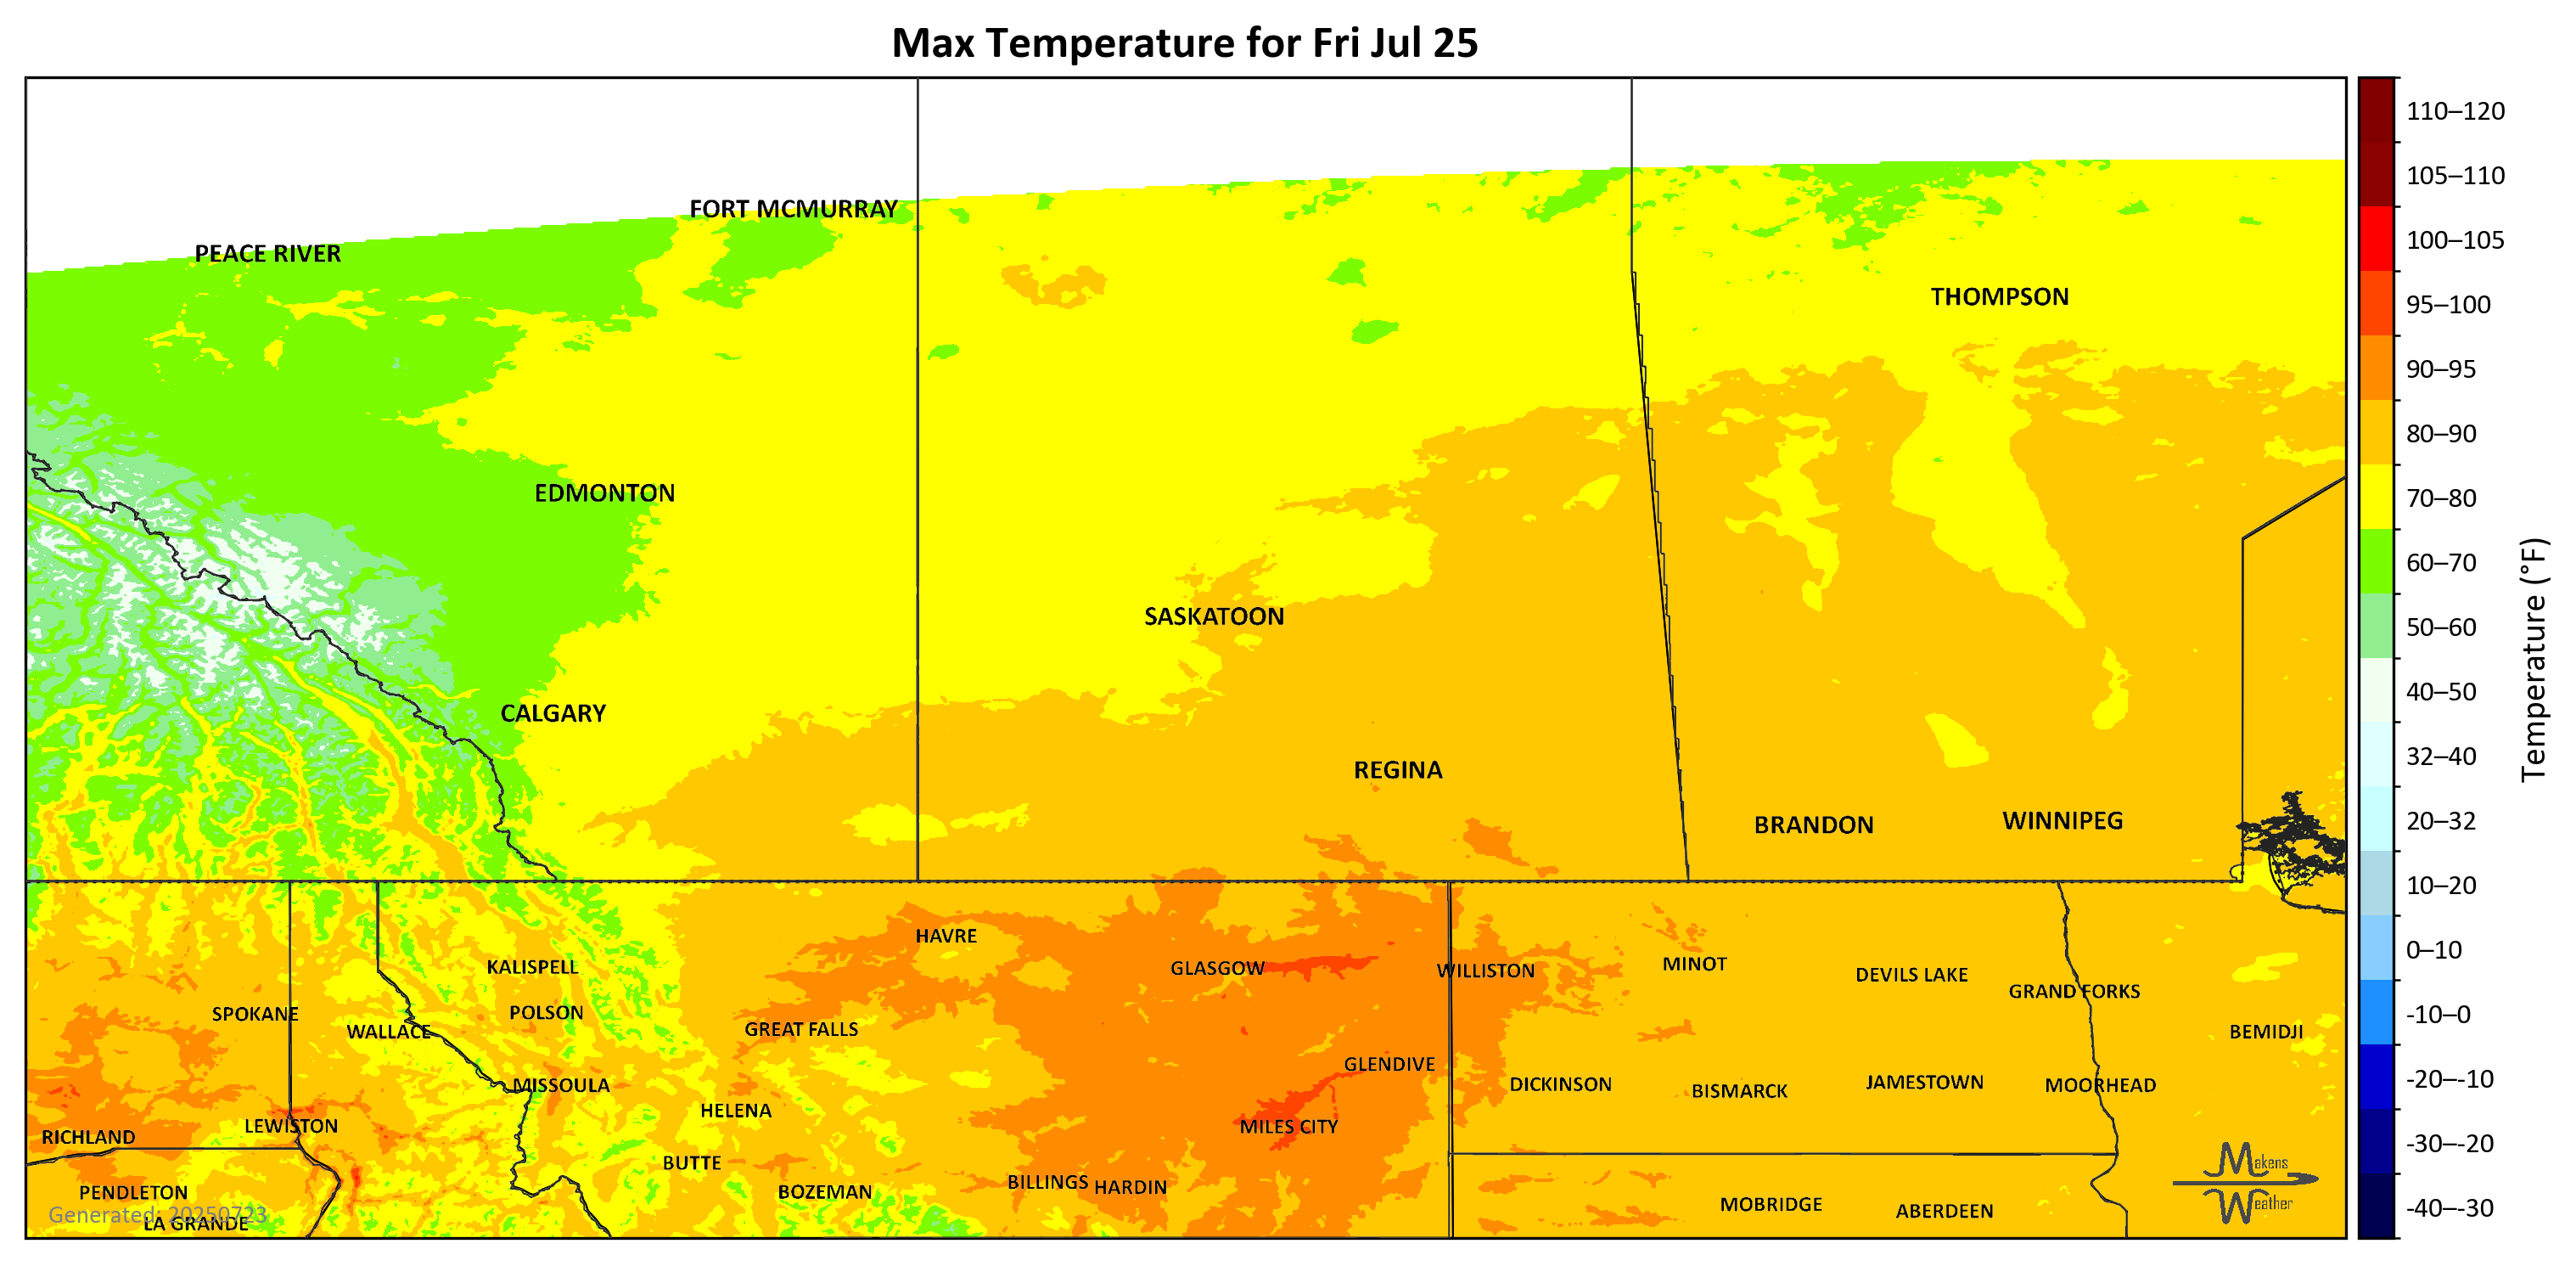 Max Temperature for Fri Jul 25
FORT MCMURRAY
PEACE RIVER
THOMPSON
EDMONTON
SASKATOON
CALGARY
REGINA
BRANDON
WINNIPEG
HAVRE
KALISPELL
GLASGOW
WILLISTON
MINOT
DEVILS LAKE
GRAND FORKS
SPOKANE
POLSON
WALLACE
GREAT FALLS
BEMIDJI
GLENDIVE
MISSOULA
DICKINSON
BISMARCK
JAMESTOWN
MOORHEAD
HELENA
LEWISTON
MILES CITY
RICHLAND
BUTTE
BILLINGS
HARDIN
PENDLETON
BOZEMAN
MOBRIDGE
ABERDEEN
LA GRANDE
Generated: 20250723
Makens
Weather
110–120
105–110
100–105
95–100
90–95
80–90
70–80
60–70
50–60
40–50
32–40
20–32
10–20
0–10
-10–0
-20–-10
-30–-20
-40–-30
Temperature (°F)